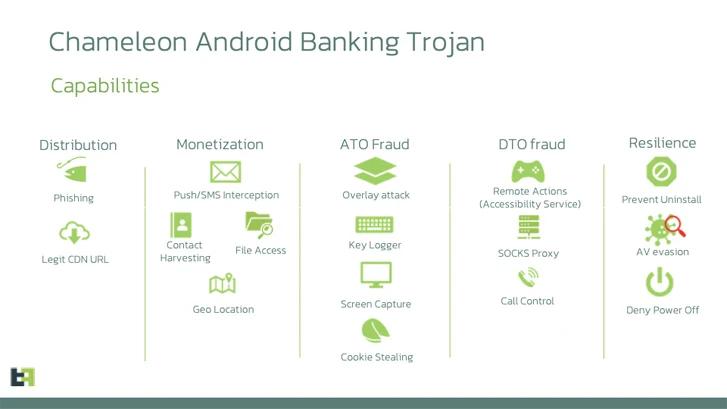 Chameleon Android Banking Trojan
Capabilities
Distribution
Phishing
Legit CDN URL
Monetization
Push/SMS Interception
Contact
Harvesting
File Access
Geo Location
ATO Fraud
Overlay attack
Key Logger
Screen Capture
Cookie Stealing
DTO fraud
Remote Actions
(Accessibility Service)
SOCKS Proxy
Call Control
Resilience
Prevent Uninstall
AV evasion
Deny Power Off